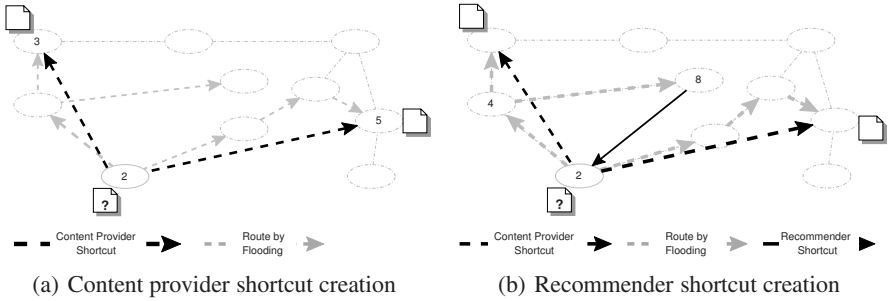 3
5
2
?
Content Provider
Shortcut
Route by
Flooding
(a) Content provider shortcut creation
8
4
2
?
Content Provider
Shortcut
Route by
Flooding
Recommender
Shortcut
(b) Recommender shortcut creation